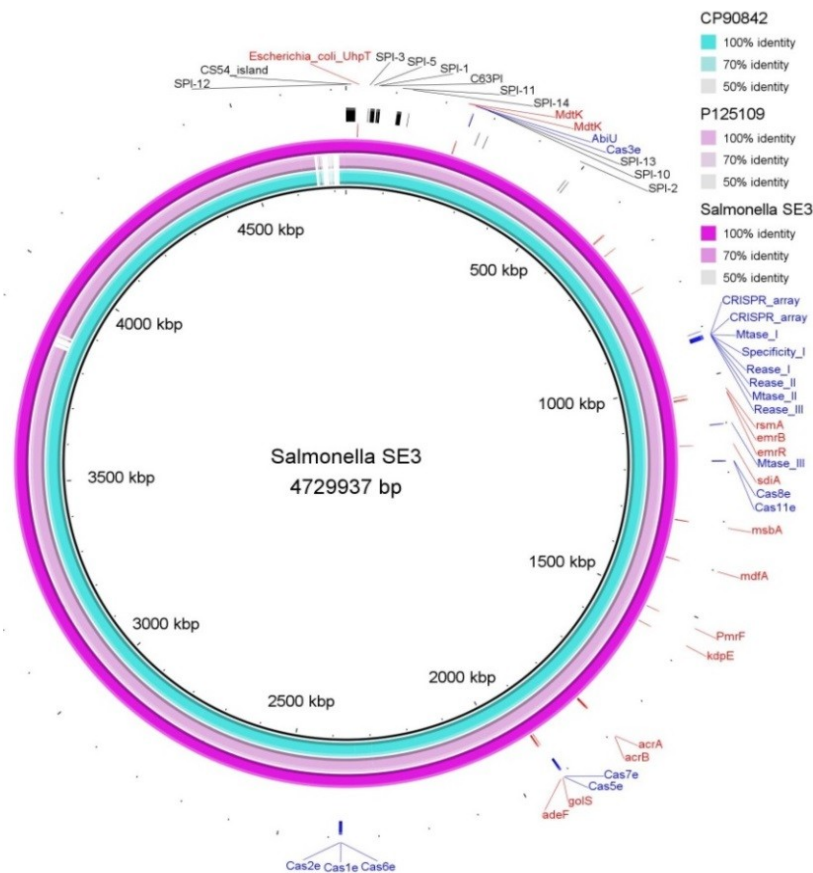 CP90842
100% identity
70% identity
50% identity
P125109
100% identity
70% identity
50% identity
Salmonella SE3
100% identity
70% identity
50% identity
Escherichia_coli_UhpT
CS54_island
SPI-12
SPI-3
SPI-5
SPI-1
C63PI
SPI-11
SPI-14
MdtK
MdtK
AbiU
Cas3e
SPI-13
SPI-10
SPI-2
CRISPR_array
CRISPR_array
Mtase_I
Specificity_I
Rease_I
Rease_II
Mtase_II
Rease_III
rsmA
emrB
emrR
Mtase_III
sdiA
Cas8e
Cas11e
msbA
mdfA
PmrF
kdpE
acrA
acrB
Cas7e
Cas5e
golS
adeF
Cas2e Cas1e Cas6e
4500 kbp
500 kbp
4000 kbp
1000 kbp
3500 kbp
1500 kbp
3000 kbp
2000 kbp
2500 kbp
Salmonella SE3
4729937 bp